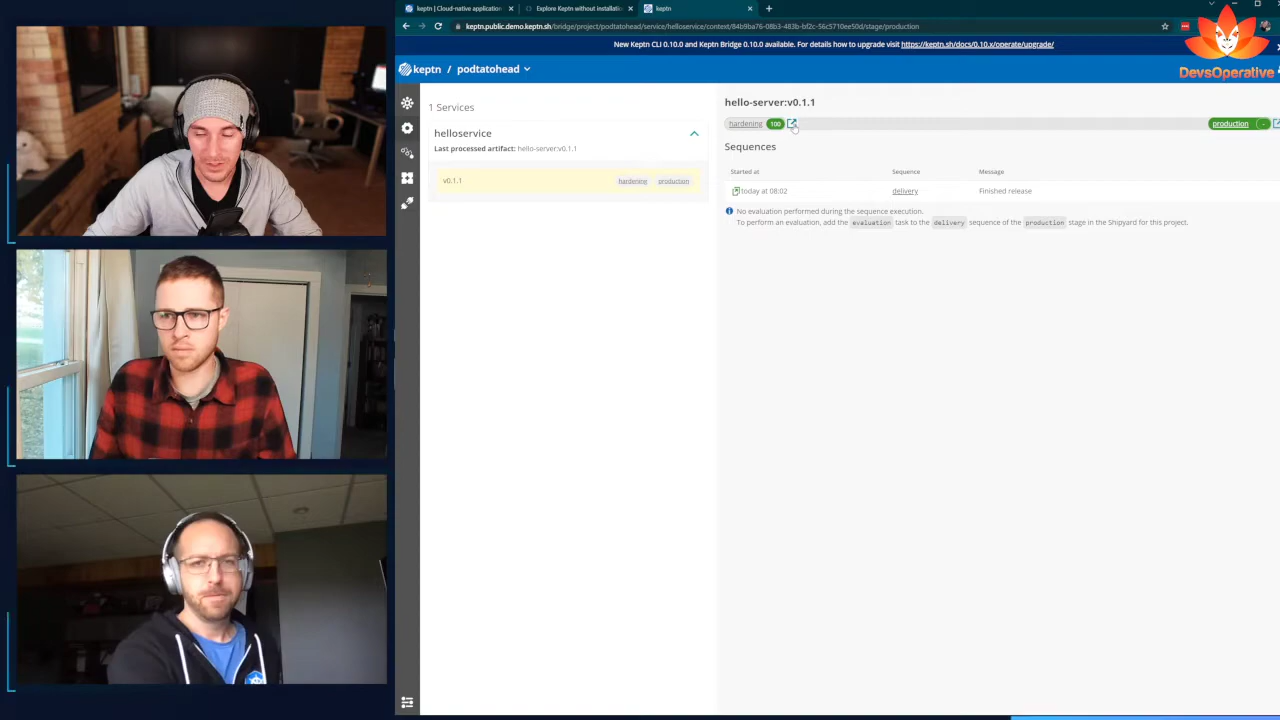 keptn | Cloud-native application
Explore Keptn without installatio
keptn
keptn.public.demo.keptn.sh/bridge/project/podtatohead/service/helloservice/context/84b9ba76-08b3-483b-bf2c-56c5710ee50d/stage/production
New Keptn CLI 0.10.0 and Keptn Bridge 0.10.0 available. For details how to upgrade visit https://keptn.sh/docs/0.10.x/operate/upgrade/
DevsOperative
keptn / podtatohead
1 Services
helloservice
Last processed artifact: hello-server:v0.1.1
v0.1.1 hardening production
hello-server:v0.1.1
hardening 100 production -
Sequences
Started at Sequence Message
today at 08:02 delivery Finished release
No evaluation performed during the sequence execution.
To perform an evaluation, add the evaluation task to the delivery sequence of the production stage in the Shipyard for this project.